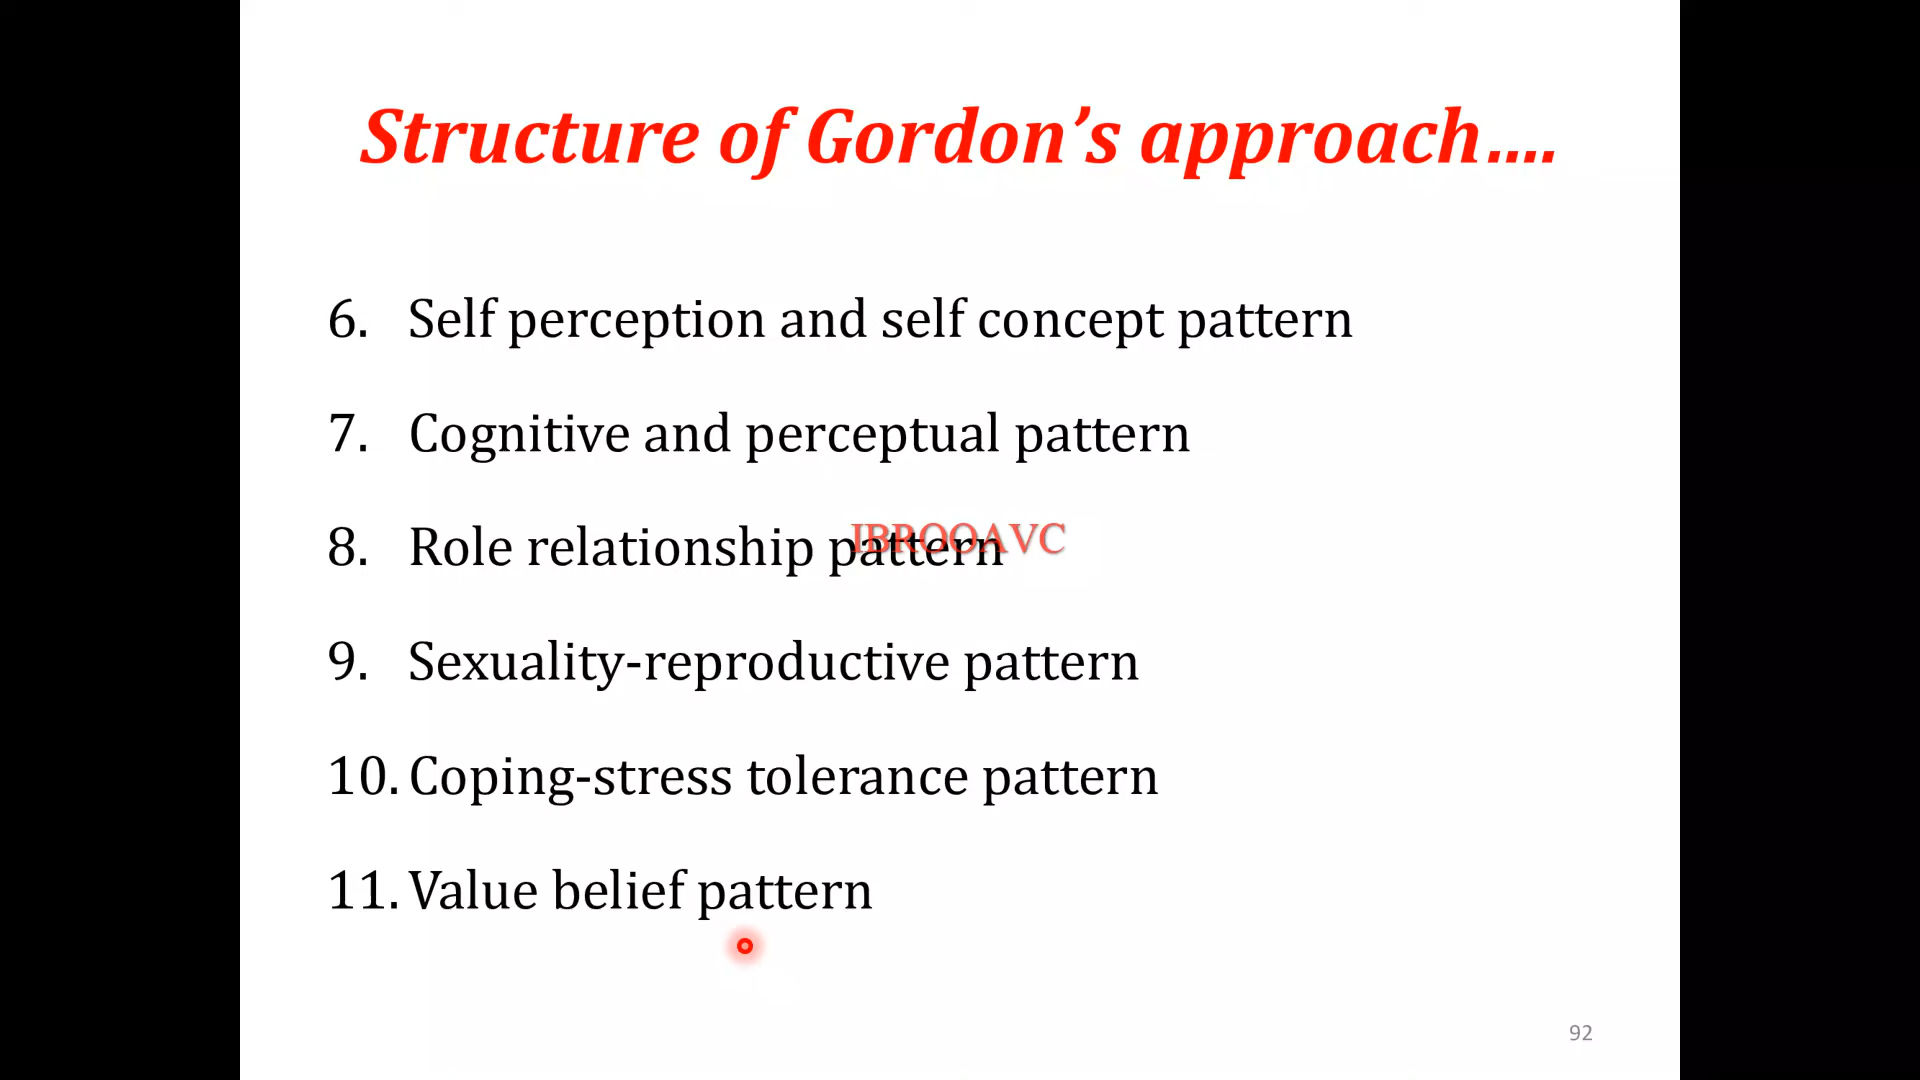 Structure of Gordon’s approach….
6. Self perception and self concept pattern
7. Cognitive and perceptual pattern
8. Role relationship pattern
IBROOAVC
9. Sexuality-reproductive pattern
10. Coping-stress tolerance pattern
11. Value belief pattern
92